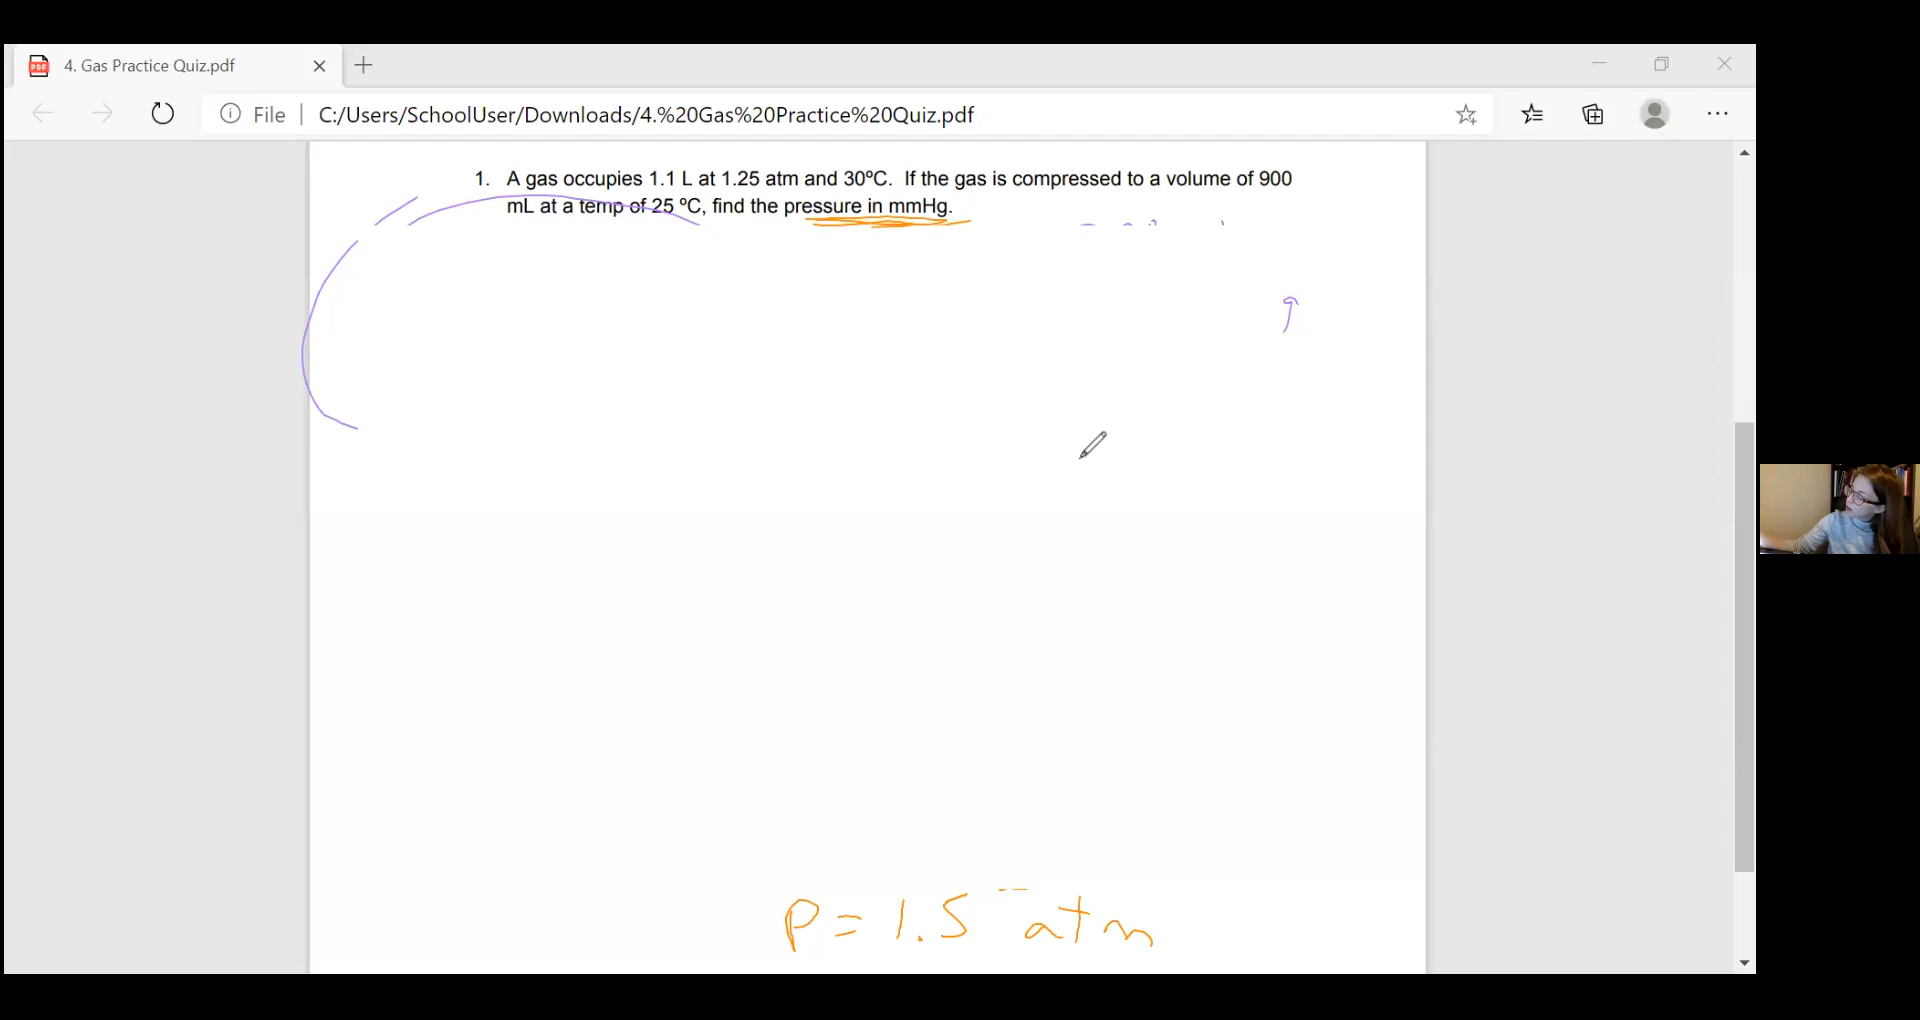 4. Gas Practice Quiz.pdf
File | C:/Users/SchoolUser/Downloads/4.%20Gas%20Practice%20Quiz.pdf
1. A gas occupies 1.1 L at 1.25 atm and 30ºC. If the gas is compressed to a volume of 900
mL at a temp of 25 ºC, find the pressure in mmHg.
P = 1.5 atm